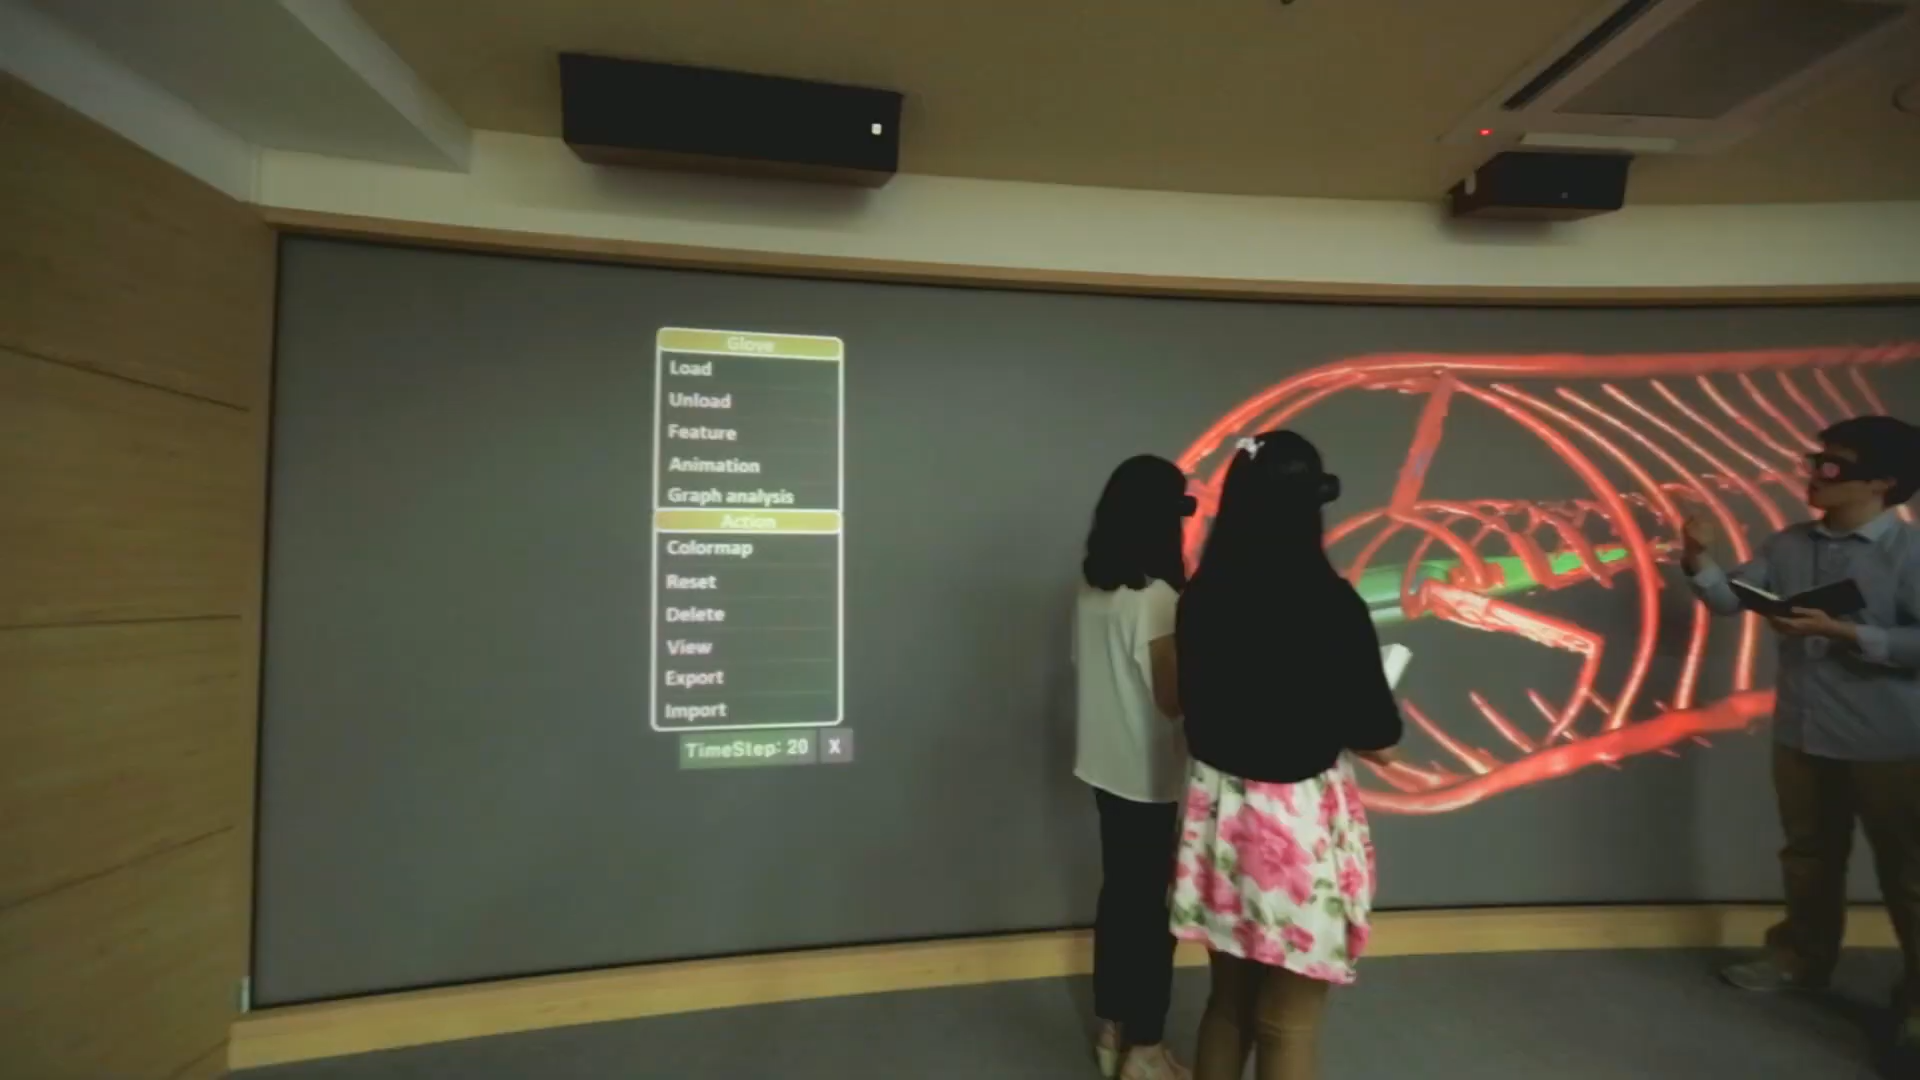 Glove
Load
Unload
Feature
Animation
Graph analysis
Action
Colormap
Reset
Delete
View
Export
Import
TimeStep: 20 X